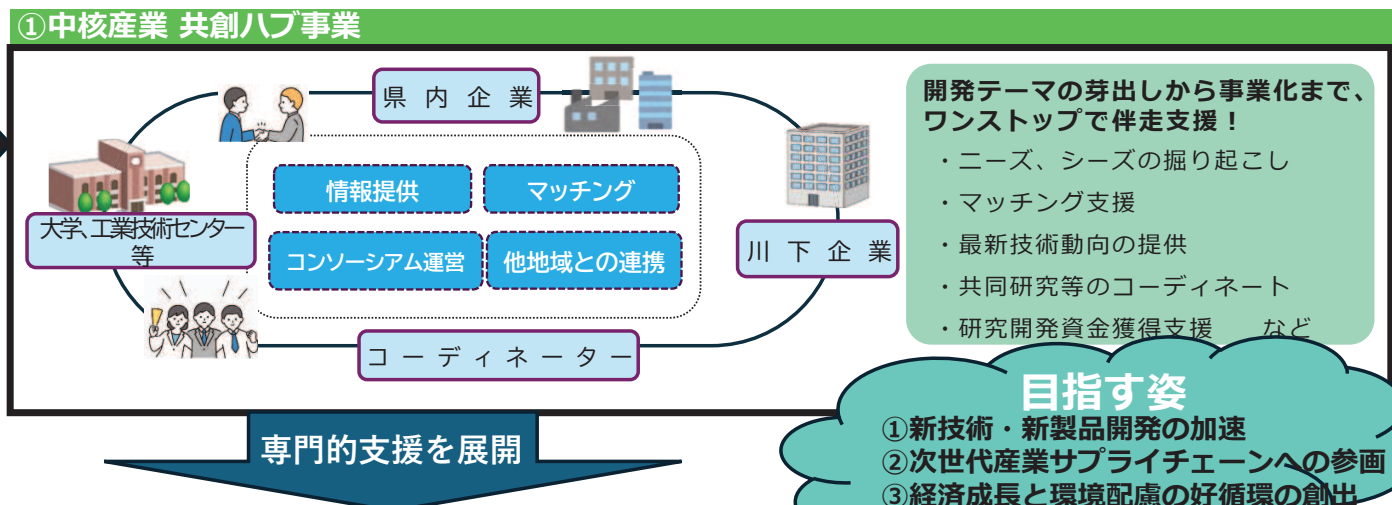 ①中核産業 共創ハブ事業
県内企業
大学、工業技術センター
等
情報提供
マッチング
コンソーシアム運営
他地域との連携
川下企業
コーディネーター
開発テーマの芽出しから事業化まで、
ワンストップで伴走支援！
・ニーズ、シーズの掘り起こし
・マッチング支援
・最新技術動向の提供
・共同研究等のコーディネート
・研究開発資金獲得支援　など
専門的支援を展開
目指す姿
①新技術・新製品開発の加速
②次世代産業サプライチェーンへの参画
③経済成長と環境配慮の好循環の創出